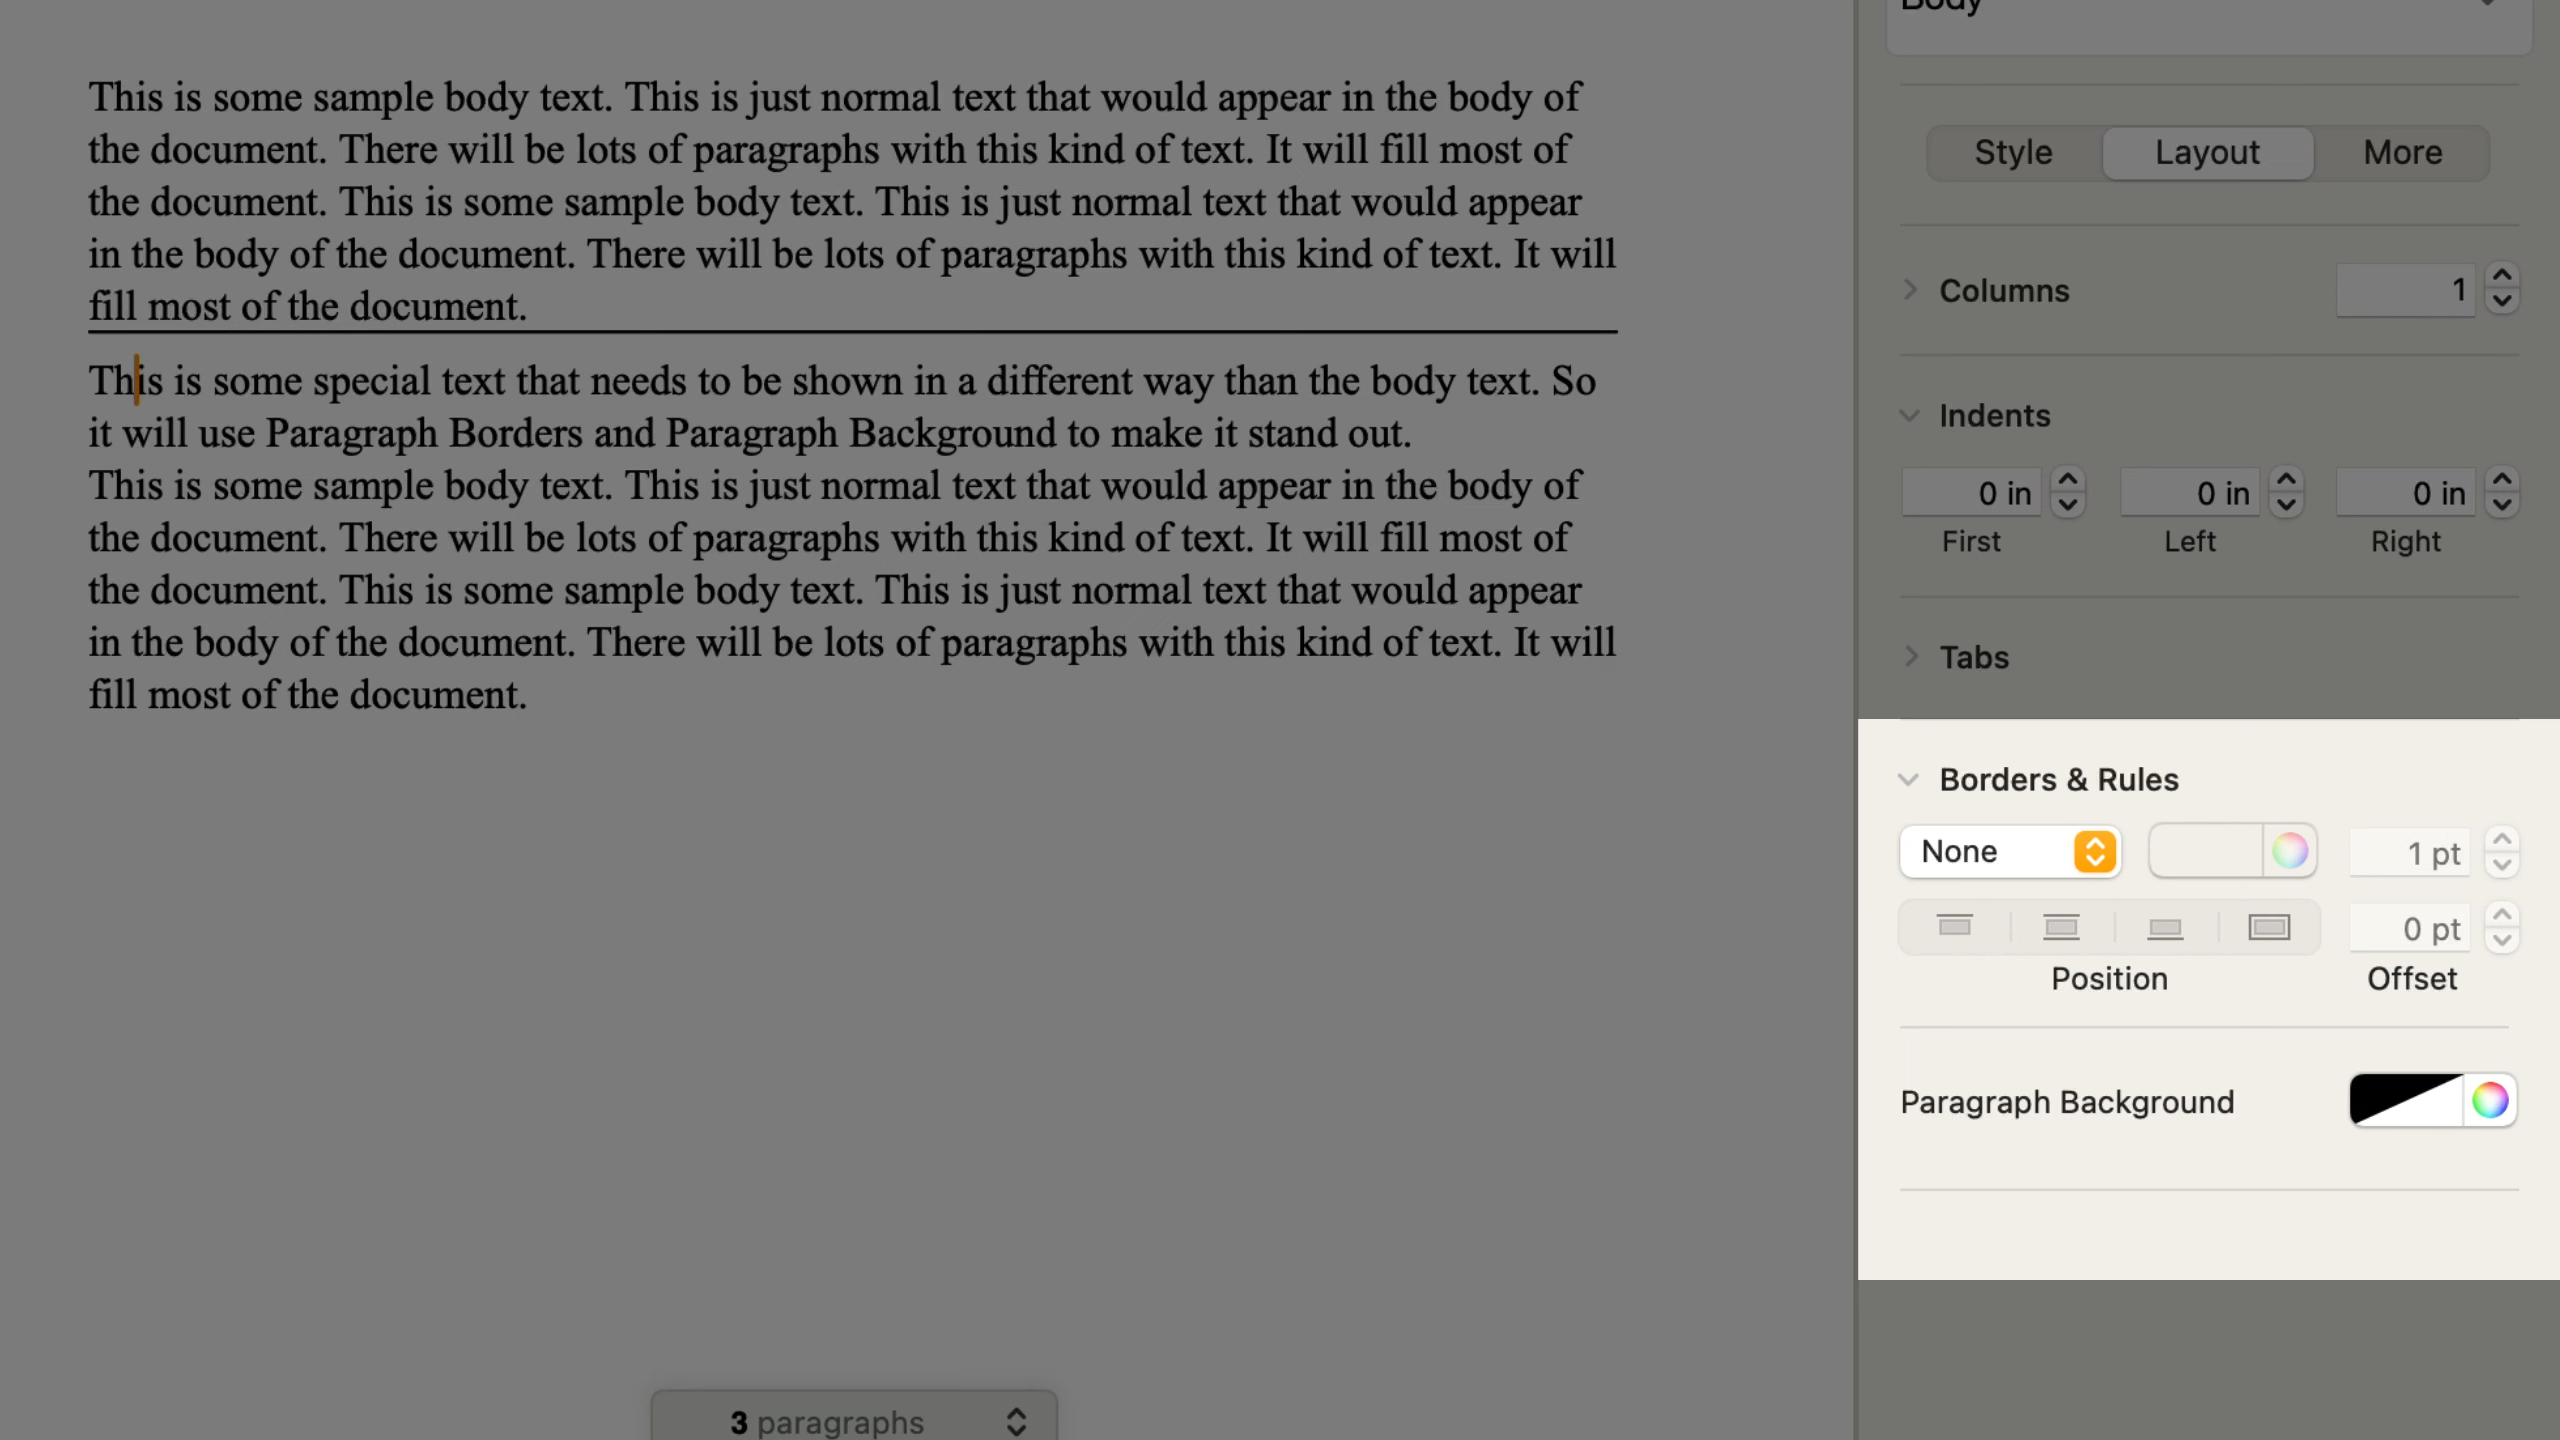 This is some sample body text. This is just normal text that would appear in the body of
the document. There will be lots of paragraphs with this kind of text. It will fill most of
the document. This is some sample body text. This is just normal text that would appear
in the body of the document. There will be lots of paragraphs with this kind of text. It will
fill most of the document.
This is some special text that needs to be shown in a different way than the body text. So
it will use Paragraph Borders and Paragraph Background to make it stand out.
This is some sample body text. This is just normal text that would appear in the body of
the document. There will be lots of paragraphs with this kind of text. It will fill most of
the document. This is some sample body text. This is just normal text that would appear
in the body of the document. There will be lots of paragraphs with this kind of text. It will
fill most of the document.
3 paragraphs
Body
Style Layout More
Columns 1
Indents
0 in 0 in 0 in
First Left Right
Tabs
Borders & Rules
None 1 pt
0 pt
Position Offset
Paragraph Background